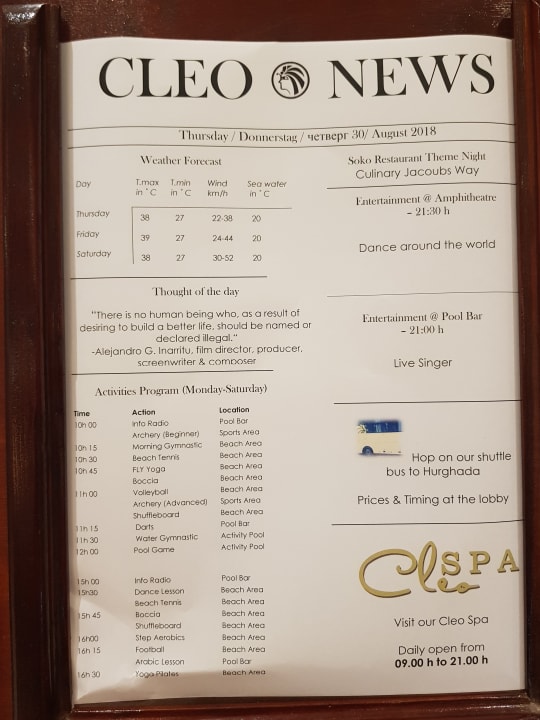 CLEO NEWS
Thursday / Donnerstag / четверг 30/ August 2018
Weather Forecast
Day T.max in °C T.min in °C Wind km/h Sea water in °C
Thursday 38 27 22-38 20
Friday 39 27 24-44 20
Saturday 38 27 30-52 20
Thought of the day
"There is no human being who, as a result of
desiring to build a better life, should be named or
declared illegal."
-Alejandro G. Inarritu, film director, producer,
screenwriter & composer
Activities Program (Monday-Saturday)
Time Action Location
10h 00 Info Radio Pool Bar
Archery (Beginner) Sports Area
10h 15 Morning Gymnastic Beach Area
10h 30 Beach Tennis Beach Area
10h 45 FLY Yoga Beach Area
Boccia Beach Area
11h 00 Volleyball Beach Area
Archery (Advanced) Sports Area
Shuffleboard Beach Area
11h 15 Darts Pool Bar
11h 30 Water Gymnastic Activity Pool
12h 00 Pool Game Activity Pool
15h 00 Info Radio Pool Bar
15h30 Dance Lesson Beach Area
Beach Tennis Beach Area
15h 45 Boccia Beach Area
Shuffleboard Beach Area
16h00 Step Aerobics Beach Area
16h 15 Football Beach Area
Arabic Lesson Pool Bar
16h 30 Yoga Pilates Beach Area
Soko Restaurant Theme Night
Culinary Jacoubs Way
Entertainment @ Amphitheatre
– 21:30 h
Dance around the world
Entertainment @ Pool Bar
– 21:00 h
Live Singer
Hop on our shuttle
bus to Hurghada
Prices & Timing at the lobby
Cleo SPA
Visit our Cleo Spa
Daily open from
09.00 h to 21.00 h